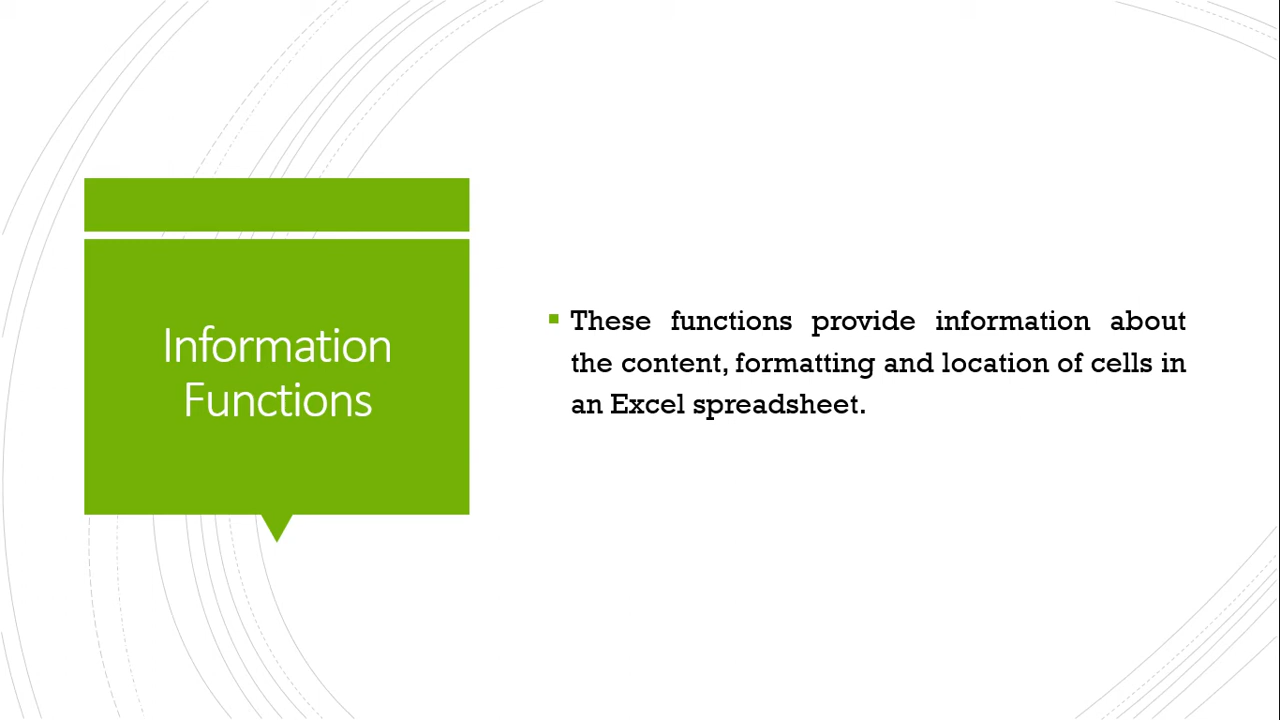 Information
Functions
These functions provide information about
the content, formatting and location of cells in
an Excel spreadsheet.